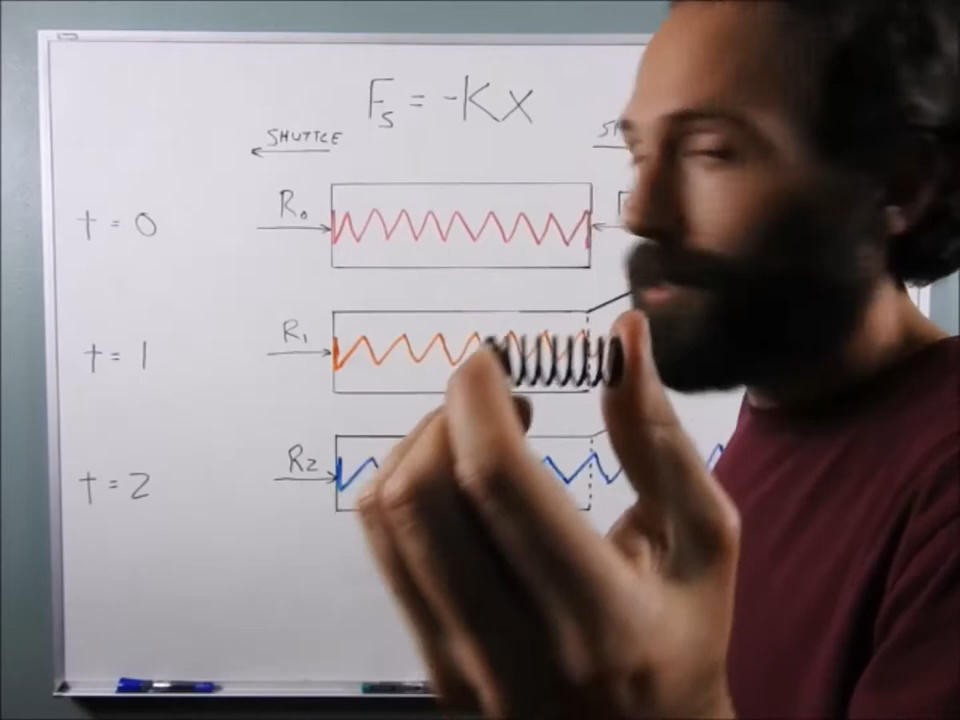 Fs = -Kx
SHUTTLE
t = 0
R₀
t = 1
R₁
t = 2
R₂